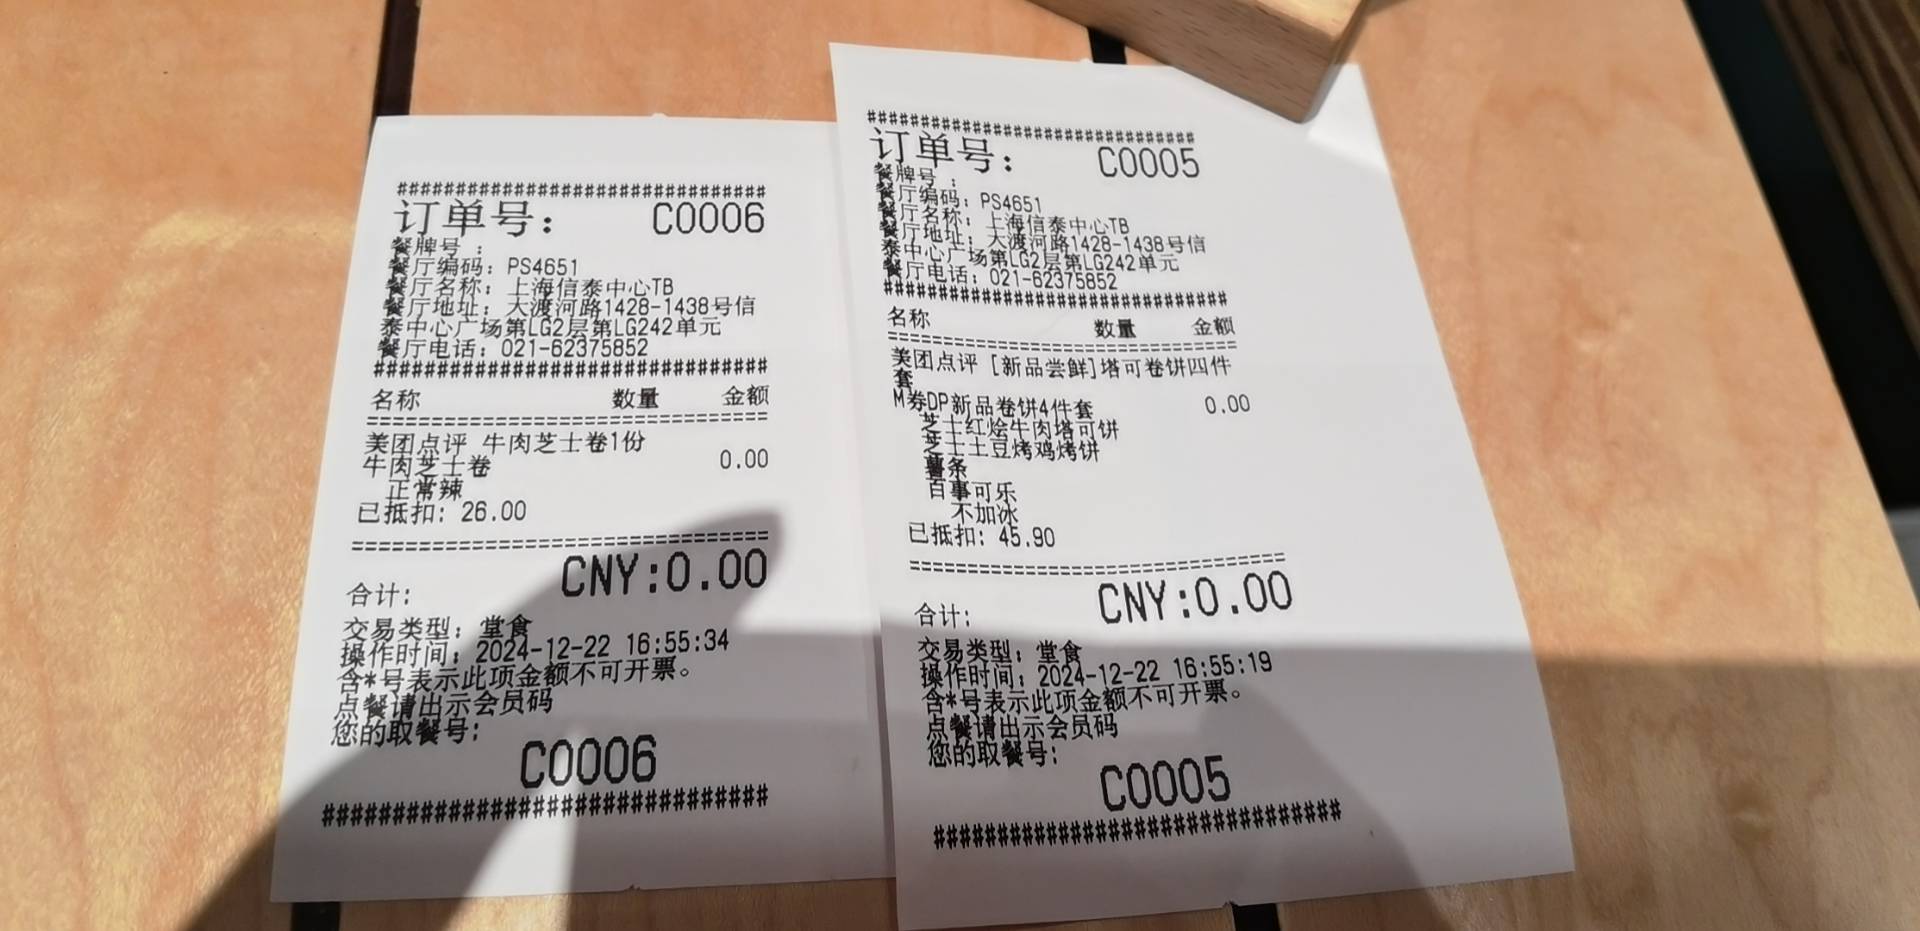 ##############################
订单号: C0006
餐牌号 :
餐厅编码: PS4651
餐厅名称: 上海信泰中心TB
餐厅地址: 大渡河路1428-1438号信
泰中心广场第LG2层第LG242单元
餐厅电话: 021-62375852
################################
名称 数量 金额
================================
美团点评 牛肉芝士卷1份
牛肉芝士卷 0.00
正常辣
已抵扣: 26.00
================================
合计: CNY:0.00
交易类型: 堂食
操作时间: 2024-12-22 16:55:34
含*号表示此项金额不可开票。
点餐请出示会员码
您的取餐号:
C0006
################################
##############################
订单号: C0005
餐牌号 :
餐厅编码: PS4651
餐厅名称: 上海信泰中心TB
餐厅地址: 大渡河路1428-1438号信
泰中心广场第LG2层第LG242单元
餐厅电话: 021-62375852
################################
名称 数量 金额
================================
美团点评 [新品尝鲜]塔可卷饼四件
套
M券DP新品卷饼4件套 0.00
芝士红烩牛肉塔可饼
芝士土豆烤鸡烤饼
薯条
百事可乐
不加冰
已抵扣: 45.90
================================
合计: CNY:0.00
交易类型: 堂食
操作时间: 2024-12-22 16:55:19
含*号表示此项金额不可开票。
点餐请出示会员码
您的取餐号:
C0005
################################